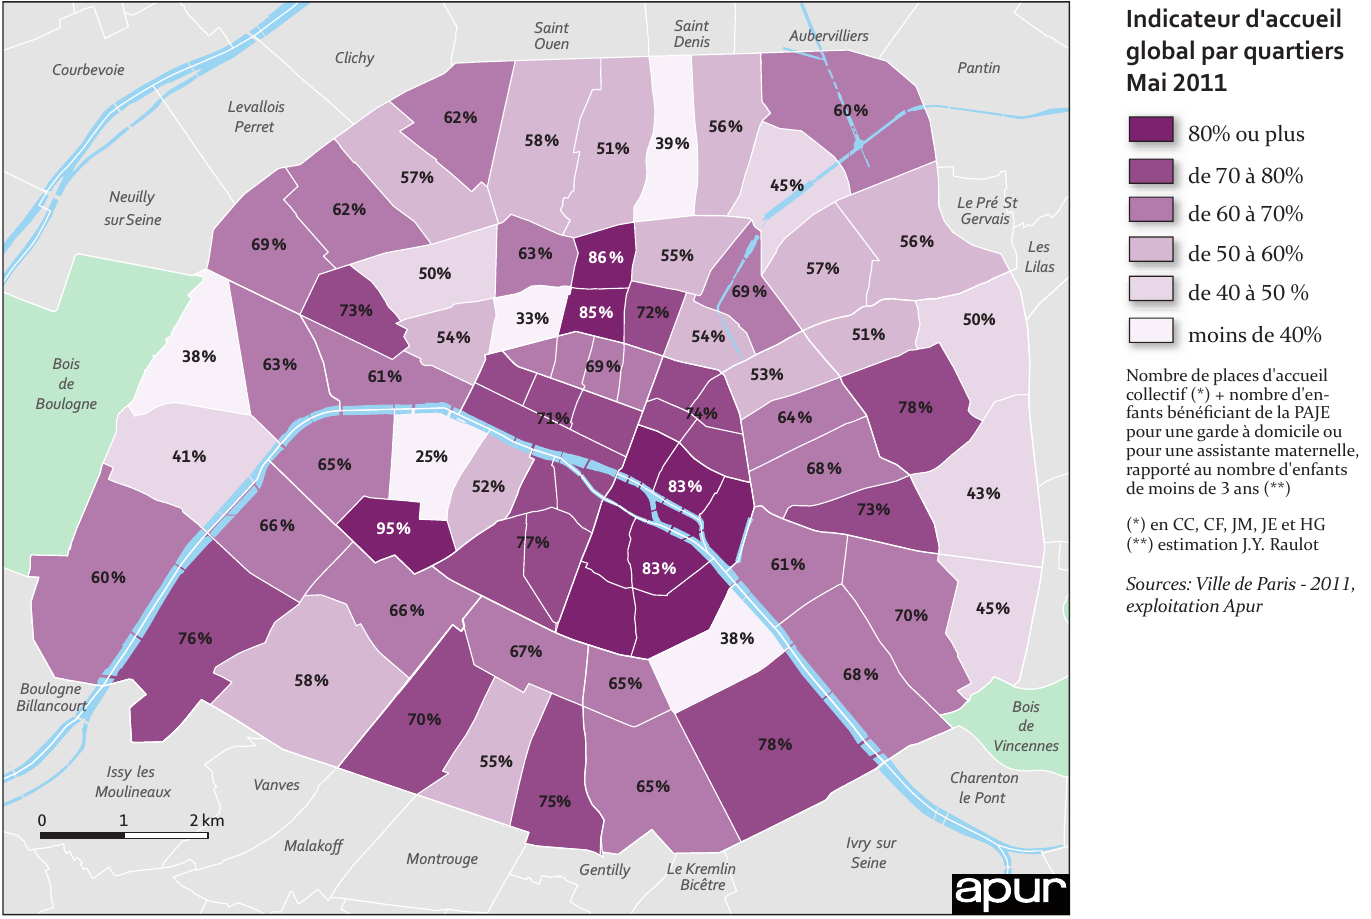 Indicateur d'accueil
global par quartiers
Mai 2011
80% ou plus
de 70 à 80%
de 60 à 70%
de 50 à 60%
de 40 à 50 %
moins de 40%
Nombre de places d'accueil
collectif (*) + nombre d'en-
fants bénéficiant de la PAJE
pour une garde à domicile ou
pour une assistante maternelle,
rapporté au nombre d'enfants
de moins de 3 ans (**)
(*) en CC, CF, JM, JE et HG
(**) estimation J.Y. Raulot
Sources: Ville de Paris - 2011,
exploitation Apur
Saint
Ouen
Saint
Denis
Aubervilliers
Clichy
Courbevoie
Pantin
Levallois
Perret
Neuilly
sur Seine
Le Pré St
Gervais
Les
Lilas
Bois
de
Boulogne
Boulogne
Billancourt
Issy les
Moulineaux
Vanves
Malakoff
Montrouge
Gentilly
Le Kremlin
Bicêtre
Ivry sur
Seine
Charenton
le Pont
Bois
de
Vincennes
62%
58%
51%
39%
56%
60%
57%
45%
62%
69%
63%
86%
55%
56%
50%
57%
73%
33%
85%
72%
69%
54%
54%
51%
50%
38%
63%
61%
69%
53%
71%
74%
64%
78%
41%
65%
25%
52%
83%
68%
43%
66%
95%
77%
73%
60%
83%
61%
76%
66%
38%
70%
45%
58%
67%
65%
68%
70%
55%
75%
65%
78%
0 1 2 km
apur